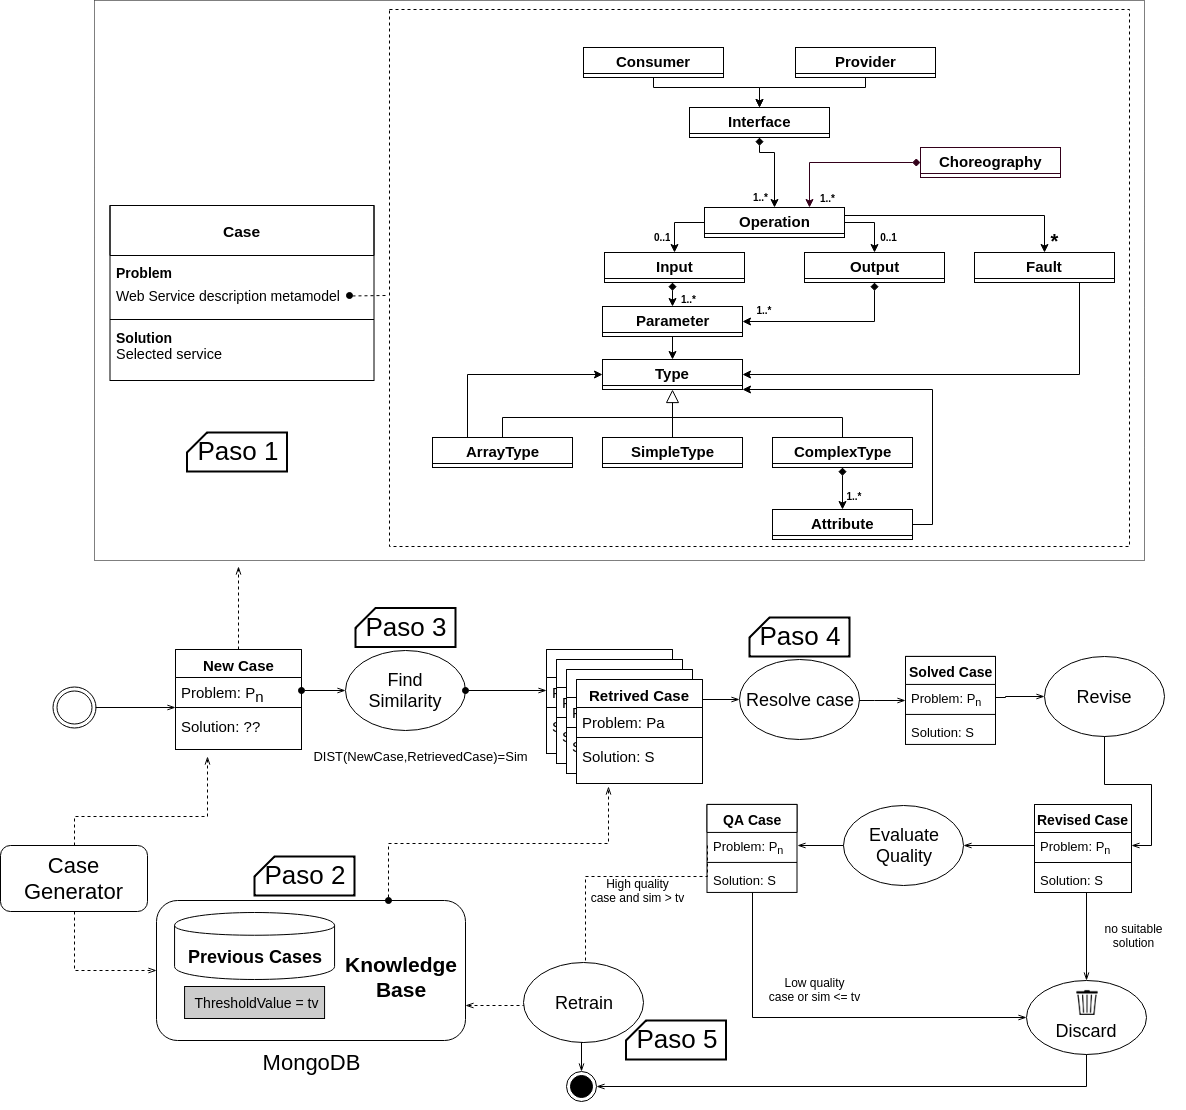 Consumer
Provider
Interface
Choreography
1..*
1..*
Operation
0..1
0..1
*
Input
Output
Fault
1..*
1..*
Parameter
Type
ArrayType
SimpleType
ComplexType
1..*
Attribute
Case
Problem
Web Service description metamodel
Solution
Selected service
Paso 1
Paso 3
Paso 4
New Case
Problem: Pn
Solution: ??
Find
Similarity
DIST(NewCase,RetrievedCase)=Sim
Retrived Case
Problem: Pa
Solution: S
Resolve case
Solved Case
Problem: Pn
Solution: S
Revise
QA Case
Problem: Pn
Solution: S
Evaluate
Quality
Revised Case
Problem: Pn
Solution: S
Case
Generator
Paso 2
High quality
case and sim > tv
no suitable
solution
Previous Cases
ThresholdValue = tv
Knowledge
Base
MongoDB
Retrain
Paso 5
Low quality
case or sim <= tv
Discard